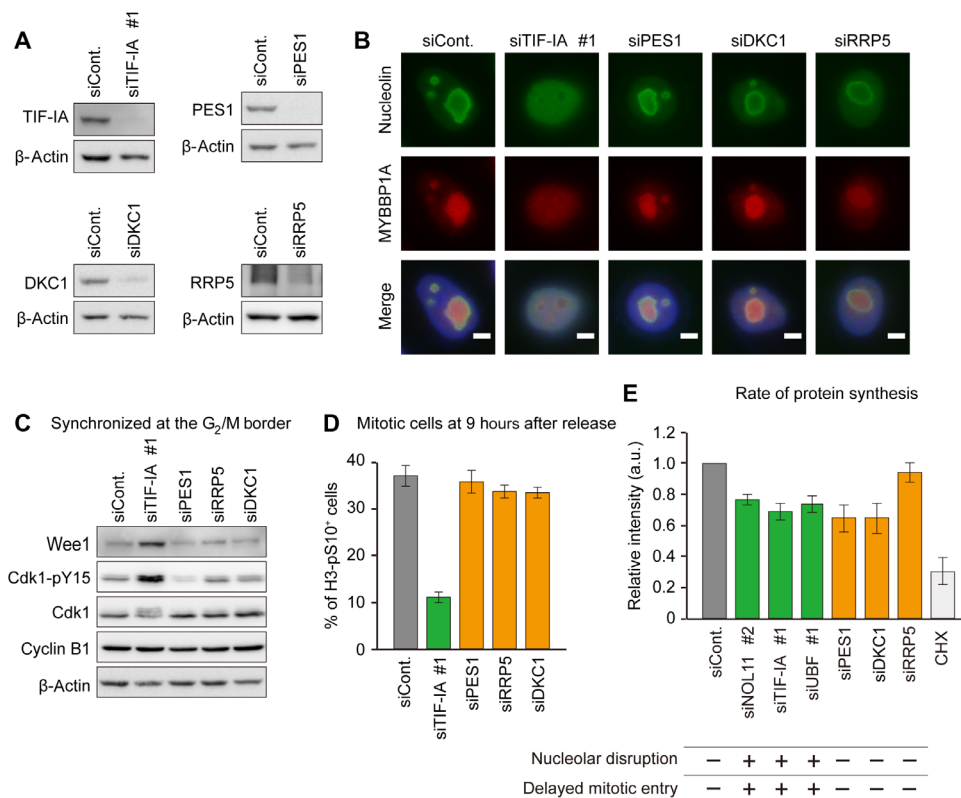 A
siCont.
siTIF-IA #1
TIF-IA
β-Actin
siCont.
siPES1
PES1
β-Actin
siCont.
siDKC1
DKC1
β-Actin
siCont.
siRRP5
RRP5
β-Actin
B
siCont. siTIF-IA #1 siPES1 siDKC1 siRRP5
Nucleolin
MYBBP1A
Merge
C Synchronized at the G2/M border
siCont.
siTIF-IA #1
siPES1
siRRP5
siDKC1
Wee1
Cdk1-pY15
Cdk1
Cyclin B1
β-Actin
D Mitotic cells at 9 hours after release
% of H3-pS10+ cells
40
30
20
10
0
siCont.
siTIF-IA #1
siPES1
siRRP5
siDKC1
E Rate of protein synthesis
Relative intensity (a.u.)
1.2
1.0
0.8
0.6
0.4
0.2
0
siCont.
siNOL11 #2
siTIF-IA #1
siUBF #1
siPES1
siDKC1
siRRP5
CHX
Nucleolar disruption − + + + − − − −
Delayed mitotic entry − + + + − − − −